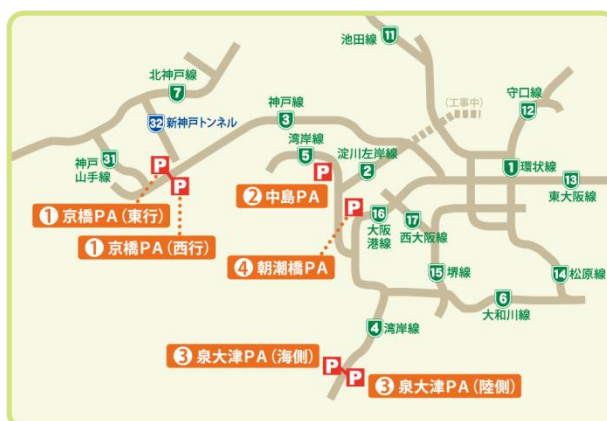 池田線
11
北神戸線
7
守口線
12
(工事中)
神戸線
3
32
新神戸トンネル
湾岸線
5
淀川左岸線
2
神戸
山手線
31
P
P
P
1
環状線
13
東大阪線
❷中島PA
❶京橋PA(東行)
P
16
大阪
港線
17
西大阪線
❶京橋PA(西行)
❹朝潮橋PA
15
堺線
14
松原線
6
大和川線
4
湾岸線
❸泉大津PA(海側)
P
P
❸泉大津PA(陸側)